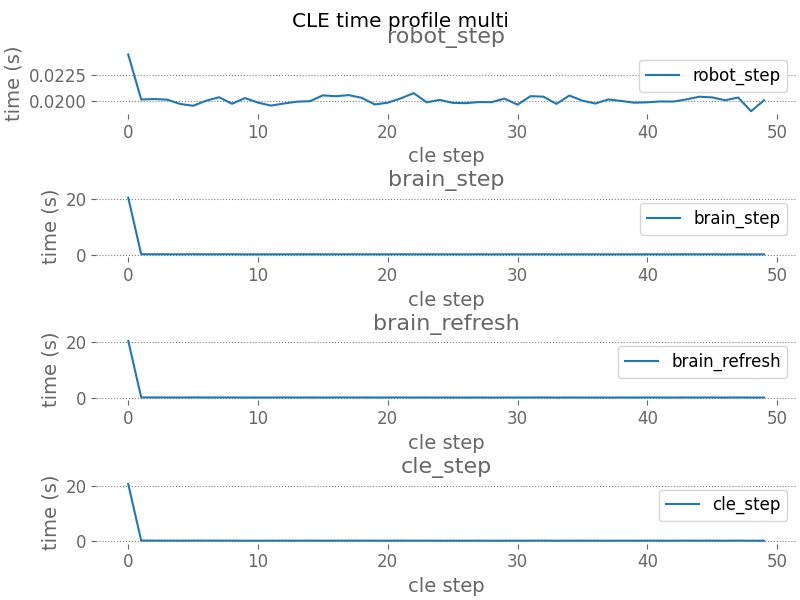 CLE time profile multi
robot_step
time (s)
0.0225
0.0200
robot_step
0 10 20 30 40 50
cle step
brain_step
time (s)
20
0
brain_step
0 10 20 30 40 50
cle step
brain_refresh
time (s)
20
0
brain_refresh
0 10 20 30 40 50
cle step
cle_step
time (s)
20
0
cle_step
0 10 20 30 40 50
cle step